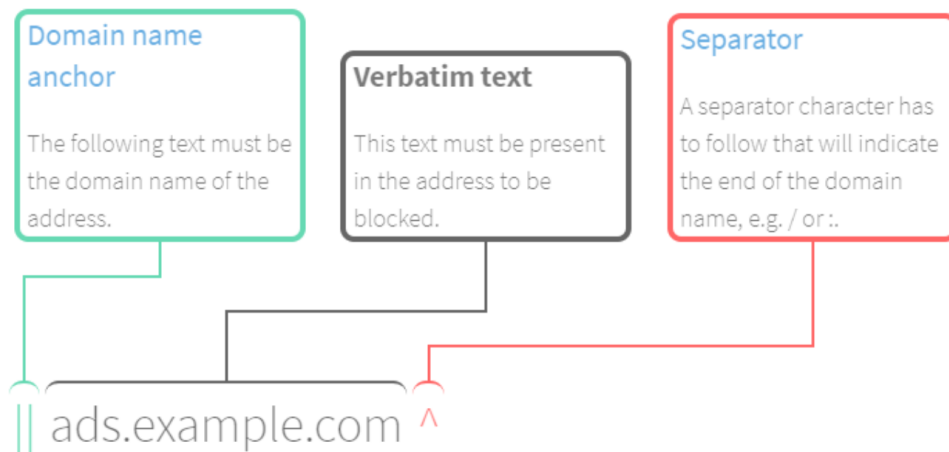 Domain name
anchor
The following text must be
the domain name of the
address.
Verbatim text
This text must be present
in the address to be
blocked.
Separator
A separator character has
to follow that will indicate
the end of the domain
name, e.g. / or :.
|| ads.example.com ^